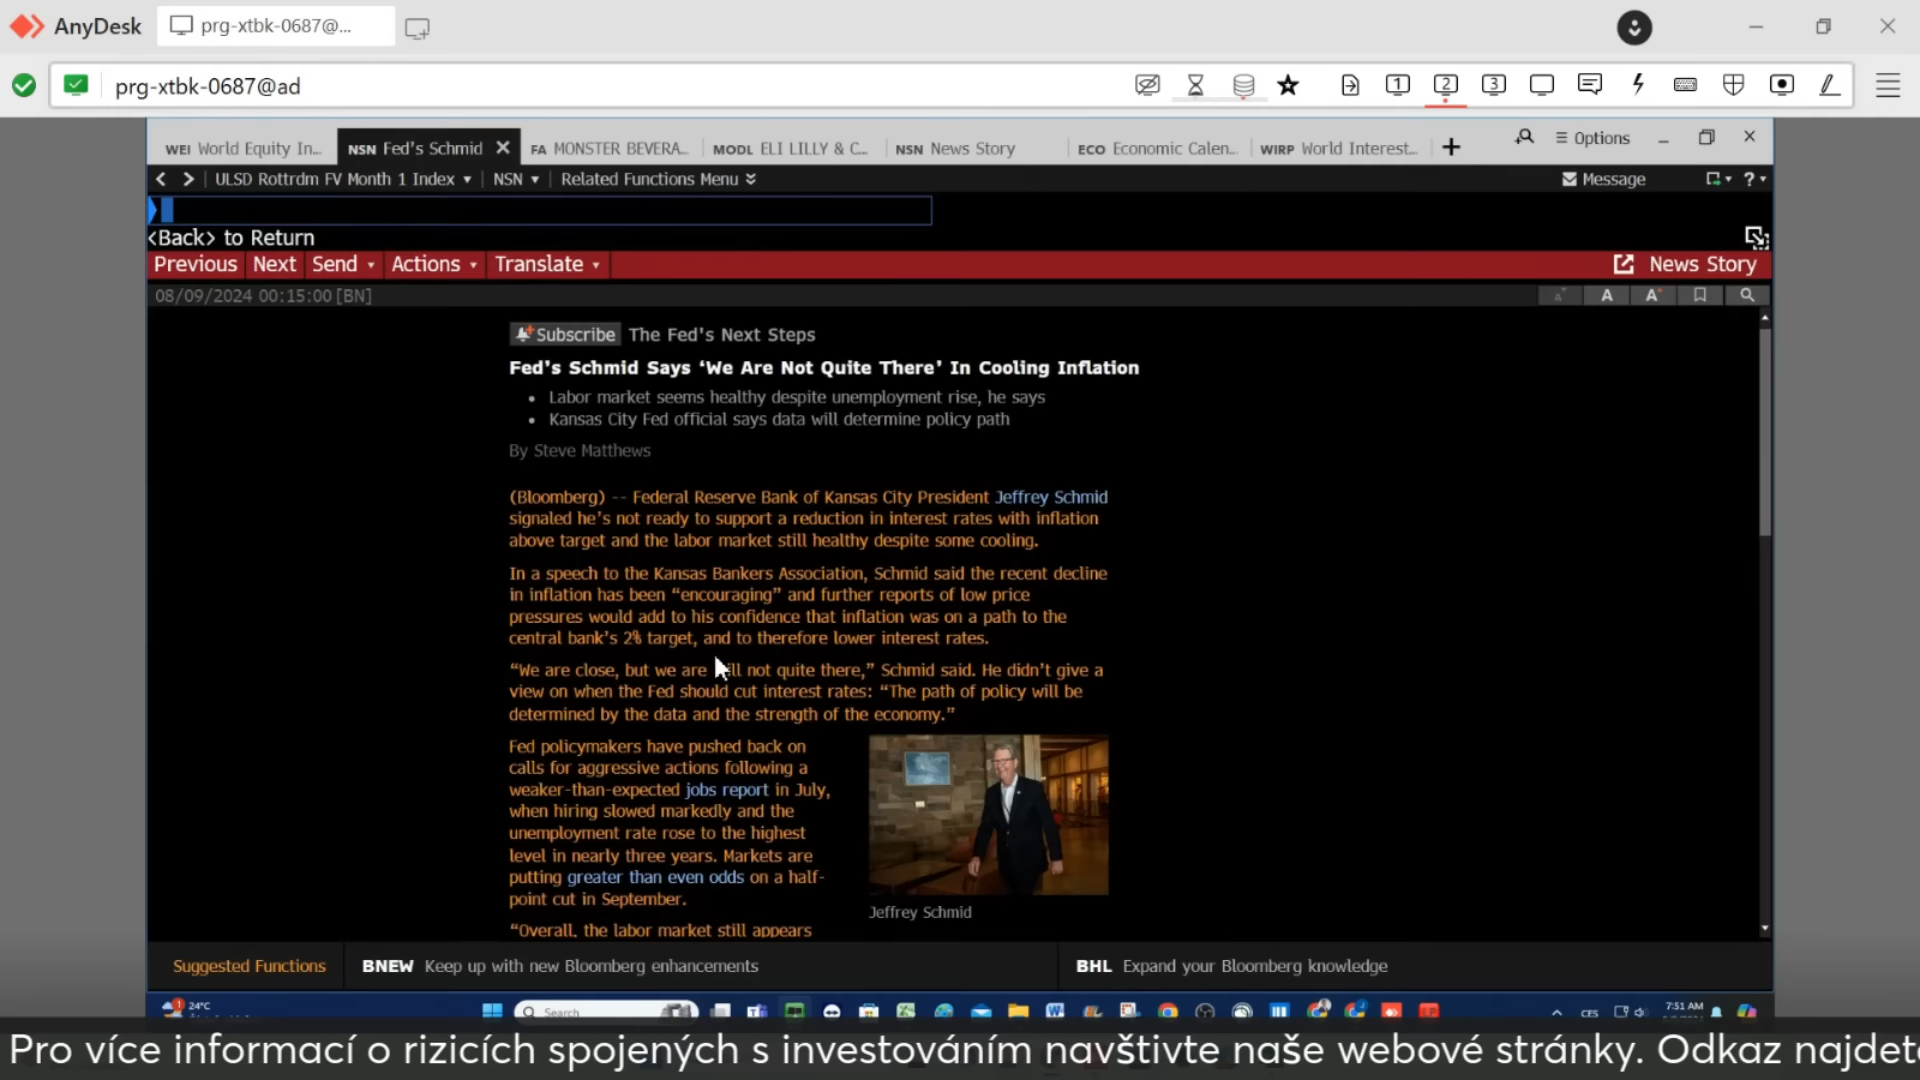 AnyDesk
prg-xtbk-0687@...
prg-xtbk-0687@ad
1 2 3
WEI World Equity In...
NSN Fed's Schmid
FA MONSTER BEVERA...
MODL ELI LILLY & C...
NSN News Story
ECO Economic Calen...
WIRP World Interest...
Options
ULSD Rottrdm FV Month 1 Index
NSN
Related Functions Menu
Message
?
<Back> to Return
Previous
Next
Send
Actions
Translate
News Story
08/09/2024 00:15:00 [BN]
A A A
Subscribe The Fed's Next Steps
Fed's Schmid Says ‘We Are Not Quite There’ In Cooling Inflation
• Labor market seems healthy despite unemployment rise, he says
• Kansas City Fed official says data will determine policy path
By Steve Matthews
(Bloomberg) -- Federal Reserve Bank of Kansas City President Jeffrey Schmid
signaled he's not ready to support a reduction in interest rates with inflation
above target and the labor market still healthy despite some cooling.
In a speech to the Kansas Bankers Association, Schmid said the recent decline
in inflation has been “encouraging” and further reports of low price
pressures would add to his confidence that inflation was on a path to the
central bank's 2% target, and to therefore lower interest rates.
“We are close, but we are still not quite there,” Schmid said. He didn't give a
view on when the Fed should cut interest rates: “The path of policy will be
determined by the data and the strength of the economy.”
Fed policymakers have pushed back on
calls for aggressive actions following a
weaker-than-expected jobs report in July,
when hiring slowed markedly and the
unemployment rate rose to the highest
level in nearly three years. Markets are
putting greater than even odds on a half-
point cut in September.
Jeffrey Schmid
“Overall, the labor market still appears
Suggested Functions
BNEW Keep up with new Bloomberg enhancements
BHL Expand your Bloomberg knowledge
1
24°C
Search
CES
7:51 AM
Pro více informací o rizicích spojených s investováním navštivte naše webové stránky. Odkaz najdete